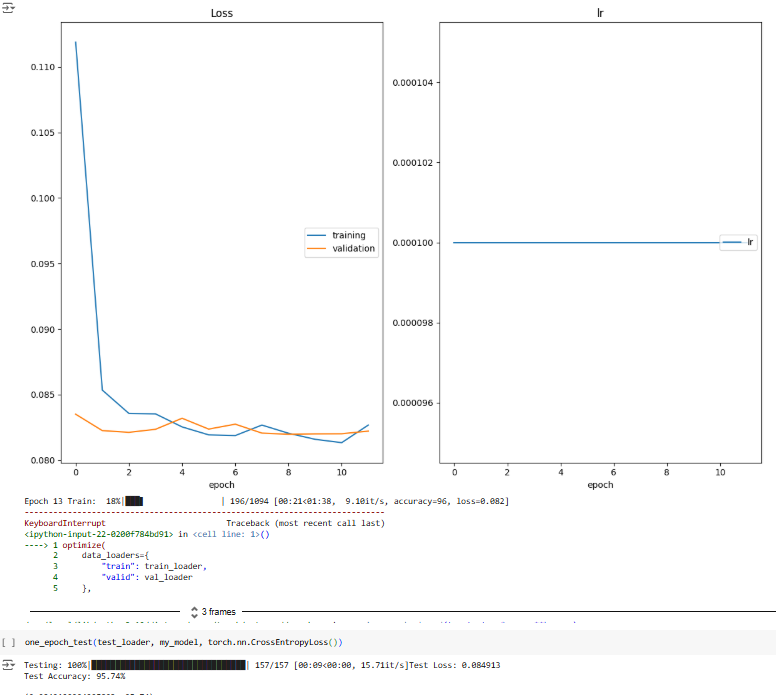 Loss
lr
0.110
0.105
0.100
0.095
0.090
0.085
0.080
training
validation
0 2 4 6 8 10
epoch
0.000104
0.000102
0.000100
0.000098
0.000096
lr
0 2 4 6 8 10
epoch
Epoch 13 Train: 18%| | 196/1094 [00:21<01:38, 9.10it/s, accuracy=96, loss=0.082]
---------------------------------------------------------------------------
KeyboardInterrupt Traceback (most recent call last)
<ipython-input-22-0200f784bd91> in <cell line: 1>()
----> 1 optimize(
2 data_loaders={
3 "train": train_loader,
4 "valid": val_loader
5 },
3 frames
[ ] one_epoch_test(test_loader, my_model, torch.nn.CrossEntropyLoss())
Testing: 100%| | 157/157 [00:09<00:00, 15.71it/s]Test Loss: 0.084913
Test Accuracy: 95.74%